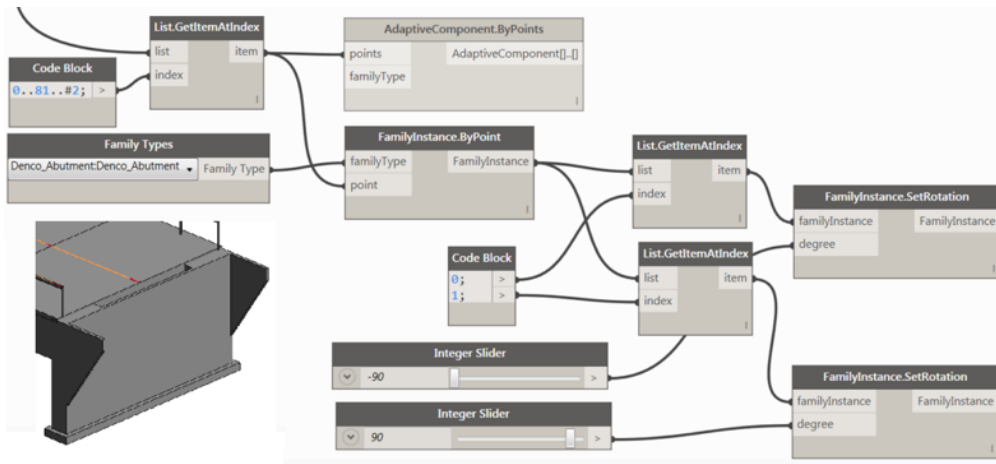 List.GetItemAtIndex
list item
index
Code Block
0..81..#2; >
AdaptiveComponent.ByPoints
points AdaptiveComponent[]..[]
familyType
Family Types
Denco_Abutment:Denco_Abutment Family Type
FamilyInstance.ByPoint
familyType FamilyInstance
point
List.GetItemAtIndex
list item
index
FamilyInstance.SetRotation
familyInstance FamilyInstance
degree
Code Block
0; >
1; >
List.GetItemAtIndex
list item
index
Integer Slider
-90 >
Integer Slider
90 >
FamilyInstance.SetRotation
familyInstance FamilyInstance
degree